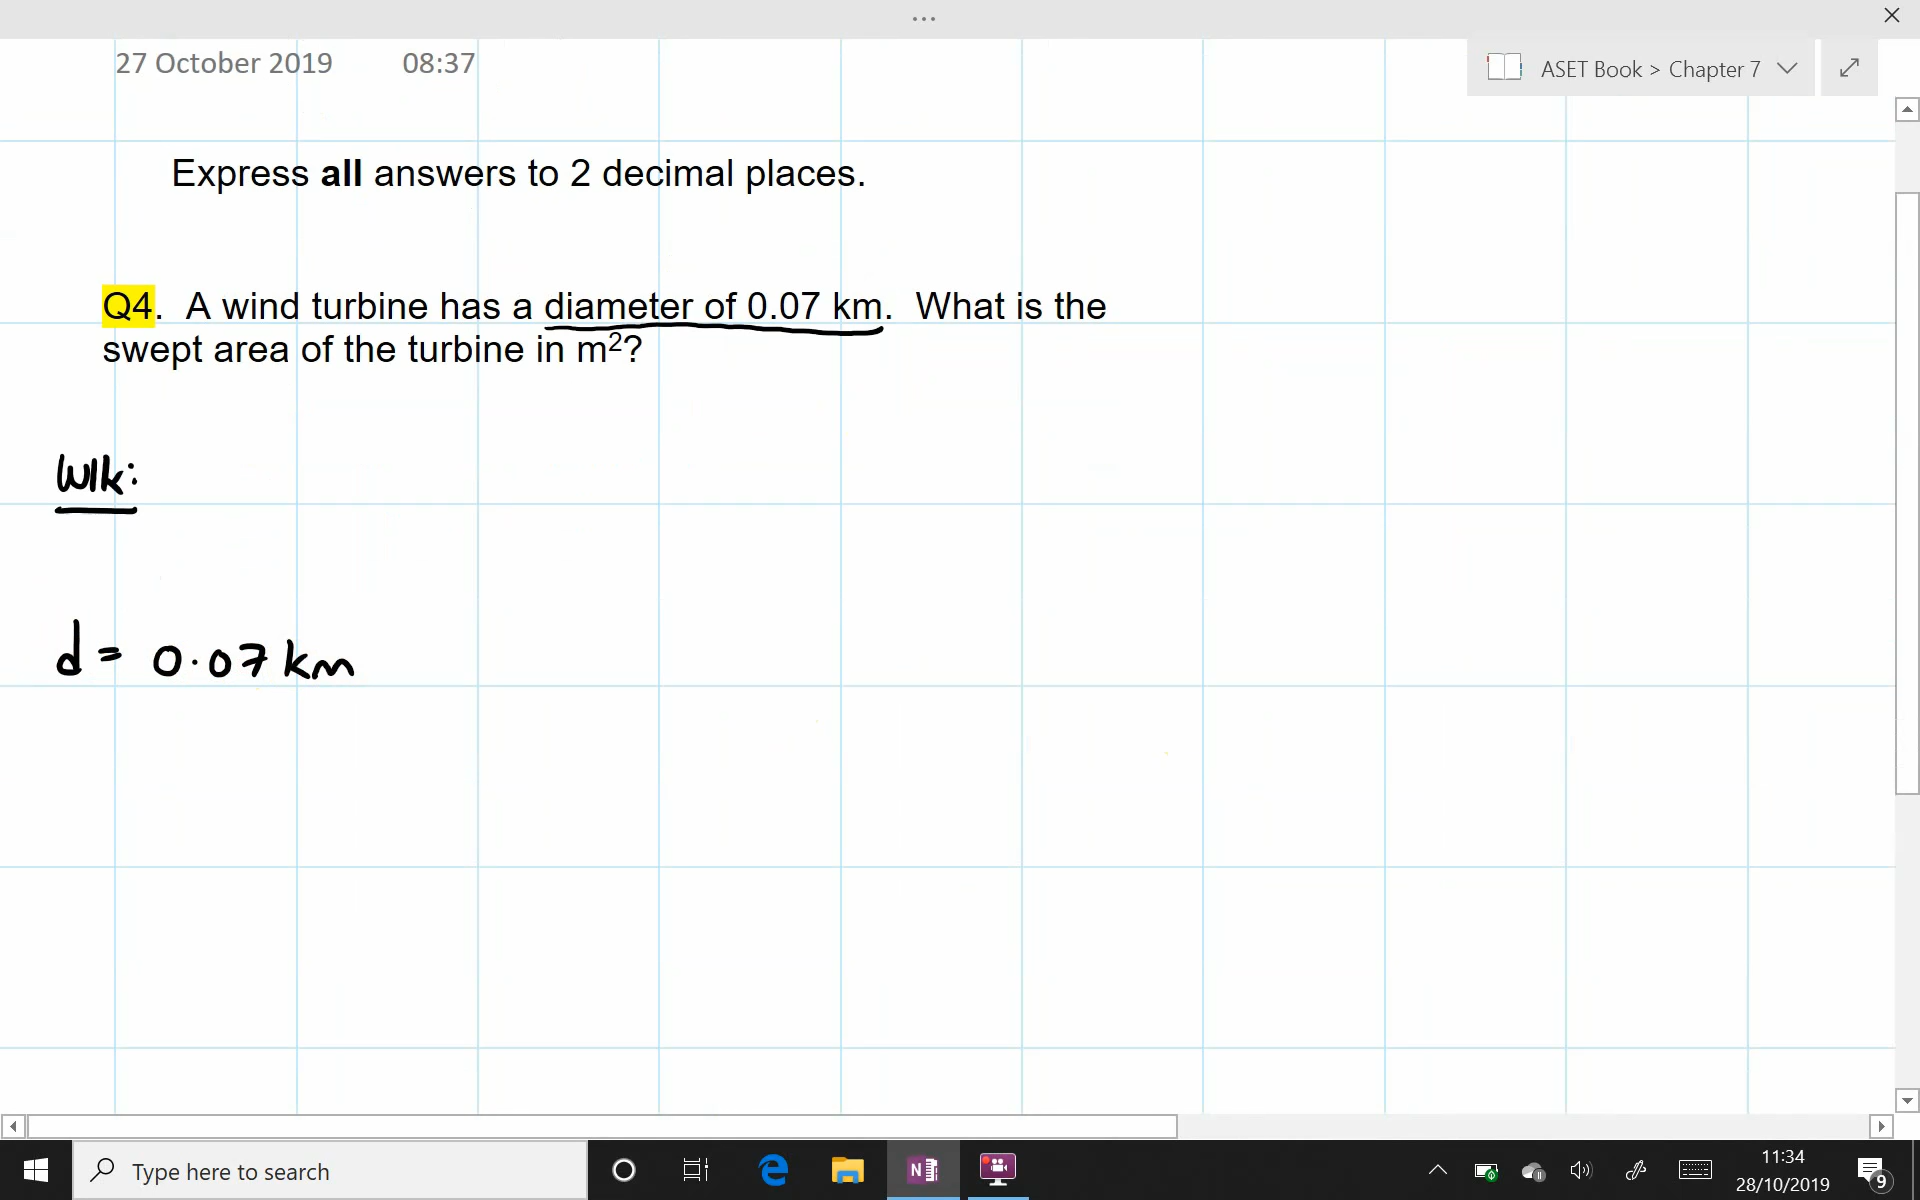 27 October 2019 08:37
ASET Book > Chapter 7
Express all answers to 2 decimal places.
Q4. A wind turbine has a diameter of 0.07 km. What is the
swept area of the turbine in m²?
W1k:
d = 0.07 km
Type here to search
11:34
28/10/2019
9